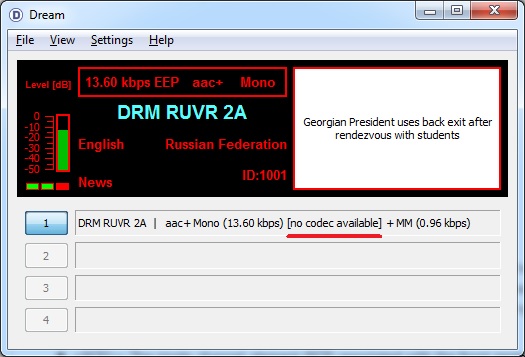 Dream
File View Settings Help
Level [dB]
13.60 kbps EEP aac+ Mono
DRM RUVR 2A
0
-10
-20
-30
-40
-50
English Russian Federation
ID:1001
News
Georgian President uses back exit after
rendezvous with students
1 DRM RUVR 2A | aac+ Mono (13.60 kbps) [no codec available] + MM (0.96 kbps)
2
3
4